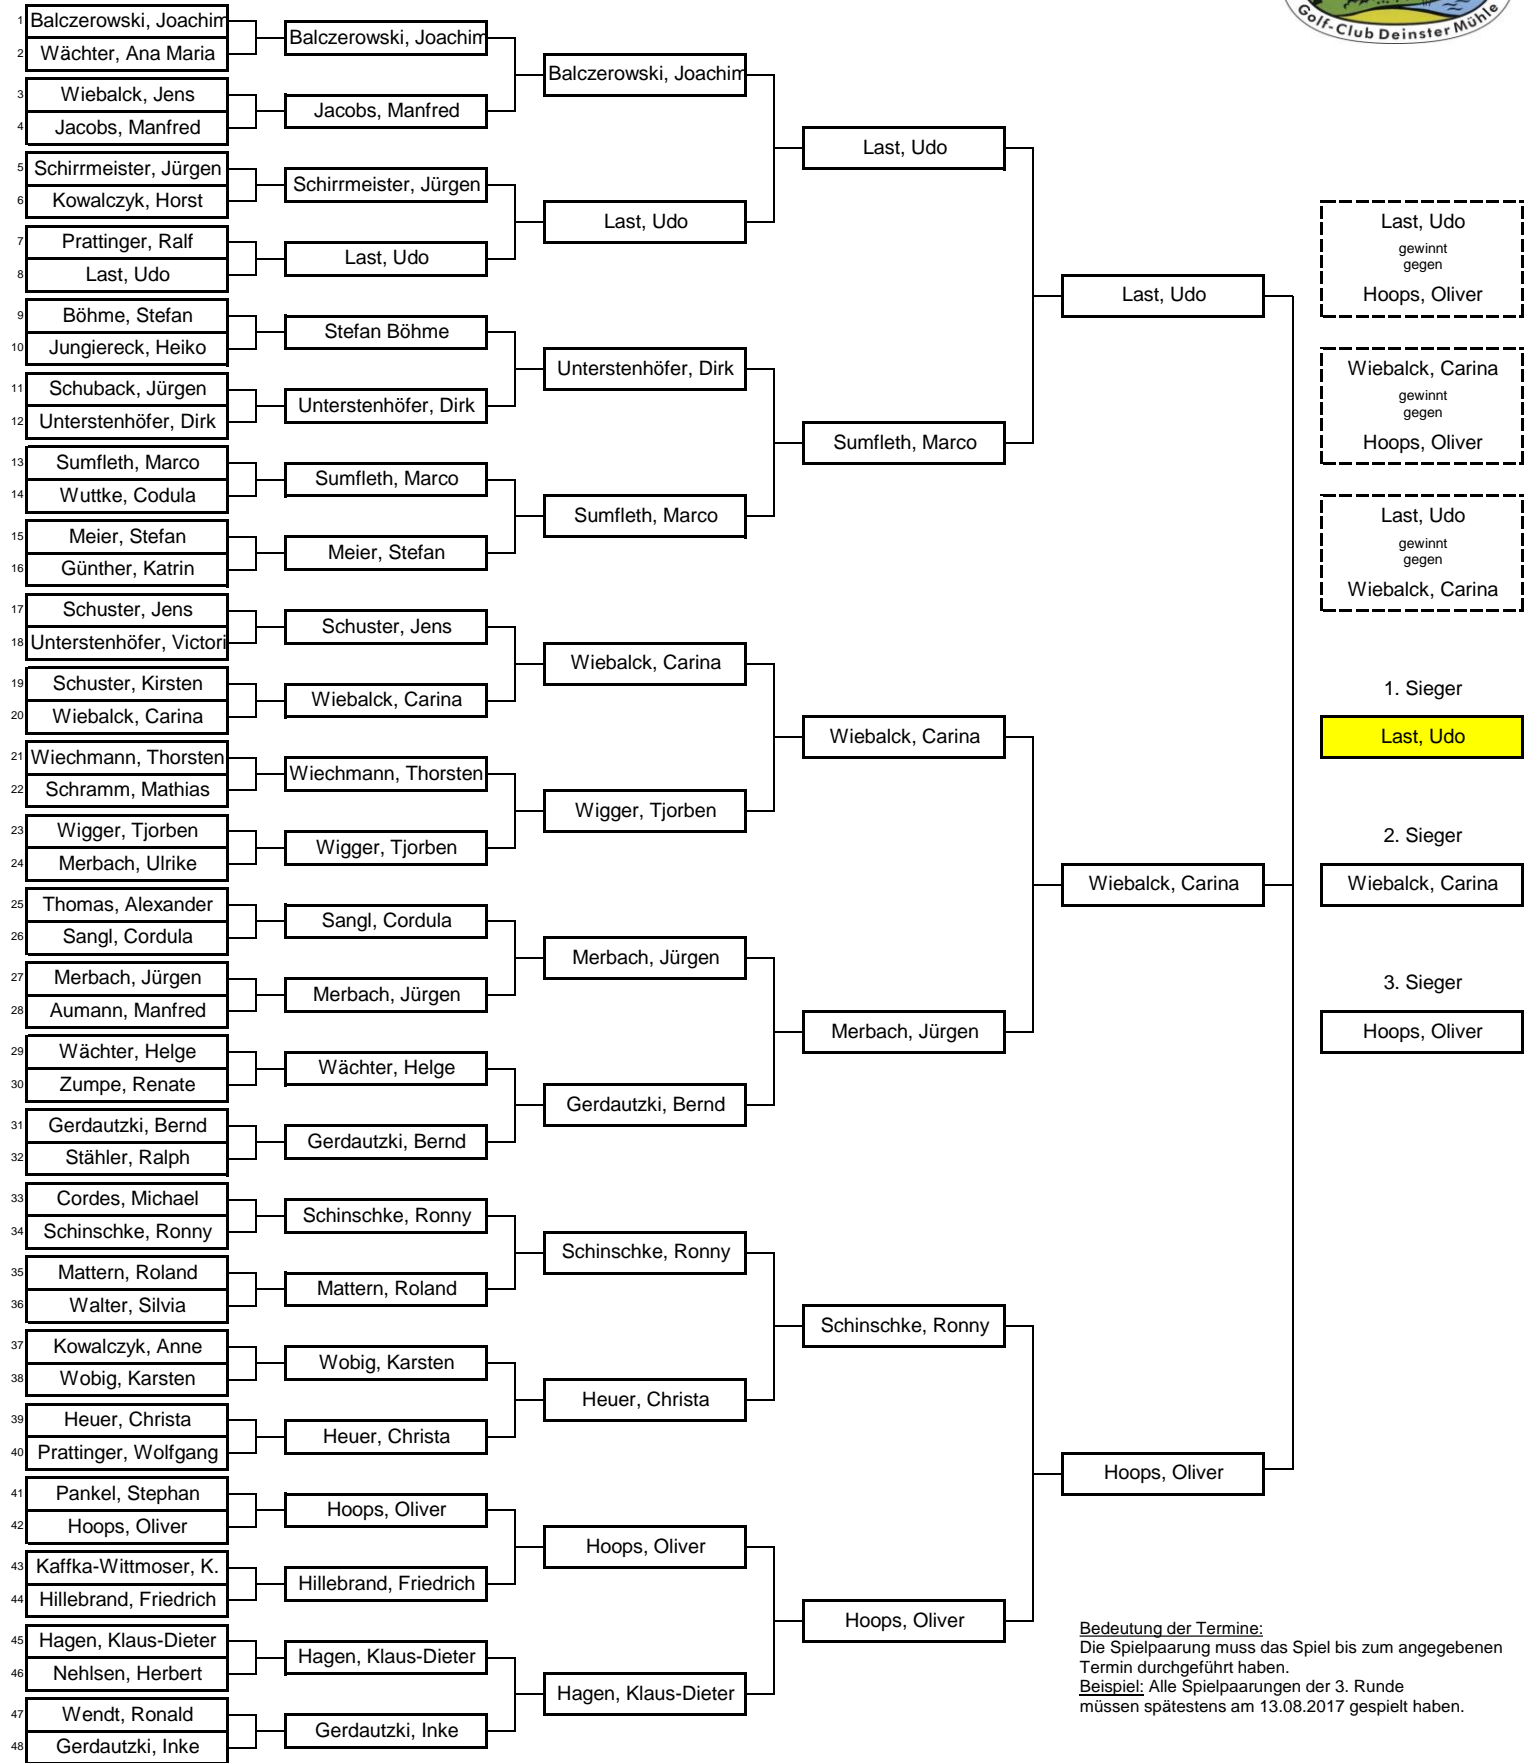 Golf-Club Deinster Mühle
1 Balczerowski, Joachim
2 Wächter, Ana Maria
3 Wiebalck, Jens
4 Jacobs, Manfred
5 Schirrmeister, Jürgen
6 Kowalczyk, Horst
7 Prattinger, Ralf
8 Last, Udo
9 Böhme, Stefan
10 Jungiereck, Heiko
11 Schuback, Jürgen
12 Unterstenhöfer, Dirk
13 Sumfleth, Marco
14 Wuttke, Codula
15 Meier, Stefan
16 Günther, Katrin
17 Schuster, Jens
18 Unterstenhöfer, Victori
19 Schuster, Kirsten
20 Wiebalck, Carina
21 Wiechmann, Thorsten
22 Schramm, Mathias
23 Wigger, Tjorben
24 Merbach, Ulrike
25 Thomas, Alexander
26 Sangl, Cordula
27 Merbach, Jürgen
28 Aumann, Manfred
29 Wächter, Helge
30 Zumpe, Renate
31 Gerdautzki, Bernd
32 Stähler, Ralph
33 Cordes, Michael
34 Schinschke, Ronny
35 Mattern, Roland
36 Walter, Silvia
37 Kowalczyk, Anne
38 Wobig, Karsten
39 Heuer, Christa
40 Prattinger, Wolfgang
41 Pankel, Stephan
42 Hoops, Oliver
43 Kaffka-Wittmoser, K.
44 Hillebrand, Friedrich
45 Hagen, Klaus-Dieter
46 Nehlsen, Herbert
47 Wendt, Ronald
48 Gerdautzki, Inke
Balczerowski, Joachim
Jacobs, Manfred
Schirrmeister, Jürgen
Last, Udo
Stefan Böhme
Unterstenhöfer, Dirk
Sumfleth, Marco
Meier, Stefan
Schuster, Jens
Wiebalck, Carina
Wiechmann, Thorsten
Wigger, Tjorben
Sangl, Cordula
Merbach, Jürgen
Wächter, Helge
Gerdautzki, Bernd
Schinschke, Ronny
Mattern, Roland
Wobig, Karsten
Heuer, Christa
Hoops, Oliver
Hillebrand, Friedrich
Hagen, Klaus-Dieter
Gerdautzki, Inke
Balczerowski, Joachim
Last, Udo
Unterstenhöfer, Dirk
Sumfleth, Marco
Wiebalck, Carina
Wigger, Tjorben
Merbach, Jürgen
Gerdautzki, Bernd
Schinschke, Ronny
Heuer, Christa
Hoops, Oliver
Hagen, Klaus-Dieter
Last, Udo
Sumfleth, Marco
Wiebalck, Carina
Merbach, Jürgen
Schinschke, Ronny
Hoops, Oliver
Last, Udo
Wiebalck, Carina
Hoops, Oliver
Last, Udo
gewinnt
gegen
Hoops, Oliver
Wiebalck, Carina
gewinnt
gegen
Hoops, Oliver
Last, Udo
gewinnt
gegen
Wiebalck, Carina
1. Sieger
Last, Udo
2. Sieger
Wiebalck, Carina
3. Sieger
Hoops, Oliver
Bedeutung der Termine:
Die Spielpaarung muss das Spiel bis zum angegebenen
Termin durchgeführt haben.
Beispiel: Alle Spielpaarungen der 3. Runde
müssen spätestens am 13.08.2017 gespielt haben.